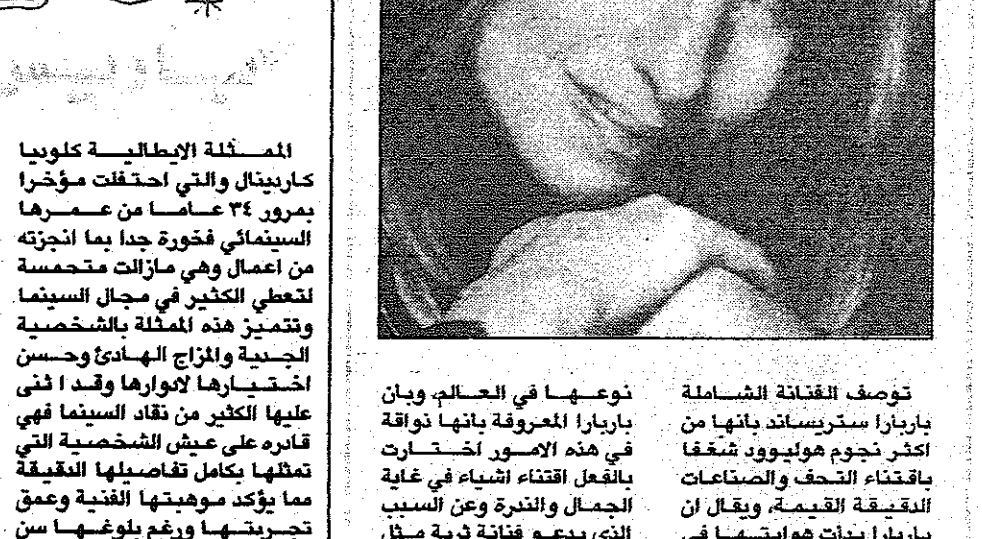 توصف الفنانة الشاملة
باربارا ستريساند بأنها من
اكثر نجوم هوليوود شغفا
باقتناء التحف والصناعات
الدقيقة القيمة، ويقال ان
باربارا بدأت هوايتها في
نوعها في العالم، وبان
باربارا المعروفة بانها ذواقة
في هذه الامور اختارت
بالفعل اقتناء اشياء في غاية
الجمال والندرة وعن السبب
الذي يدعو فنانة ثرية مثل
الممثلة الايطالية كلوديا
كاردينال والتي احتفلت مؤخرا
بمرور ٣٤ عاما من عمرها
السينمائي فخورة جدا بما انجزته
من اعمال وهي مازالت متحمسة
لتعطي الكثير في مجال السينما
وتتميز هذه الممثلة بالشخصية
الجدية والمزاج الهادئ وحسن
اختيارها لادوارها وقد ا ثنى
عليها الكثير من نقاد السينما فهي
قادره على عيش الشخصية التي
تمثلها بكامل تفاصيلها الدقيقة
مما يؤكد موهبتها الفنية وعمق
تجربتها ورغم بلوغها سن